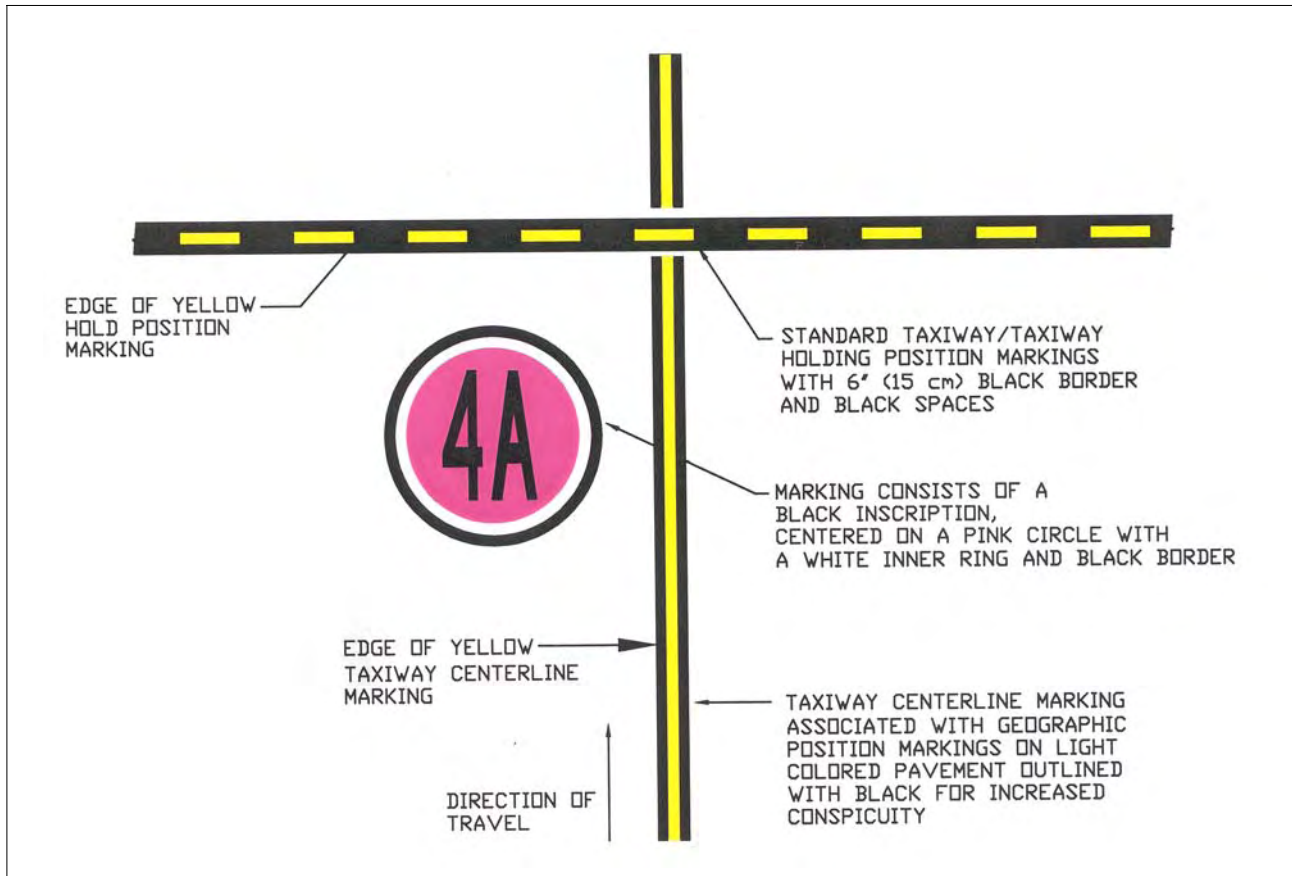 EDGE OF YELLOW
HOLD POSITION
MARKING
STANDARD TAXIWAY/TAXIWAY
HOLDING POSITION MARKINGS
WITH 6" (15 cm) BLACK BORDER
AND BLACK SPACES
4A
MARKING CONSISTS OF A
BLACK INSCRIPTION,
CENTERED ON A PINK CIRCLE WITH
A WHITE INNER RING AND BLACK BORDER
EDGE OF YELLOW
TAXIWAY CENTERLINE
MARKING
TAXIWAY CENTERLINE MARKING
ASSOCIATED WITH GEOGRAPHIC
POSITION MARKINGS ON LIGHT
COLORED PAVEMENT OUTLINED
WITH BLACK FOR INCREASED
CONSPICUITY
DIRECTION OF
TRAVEL